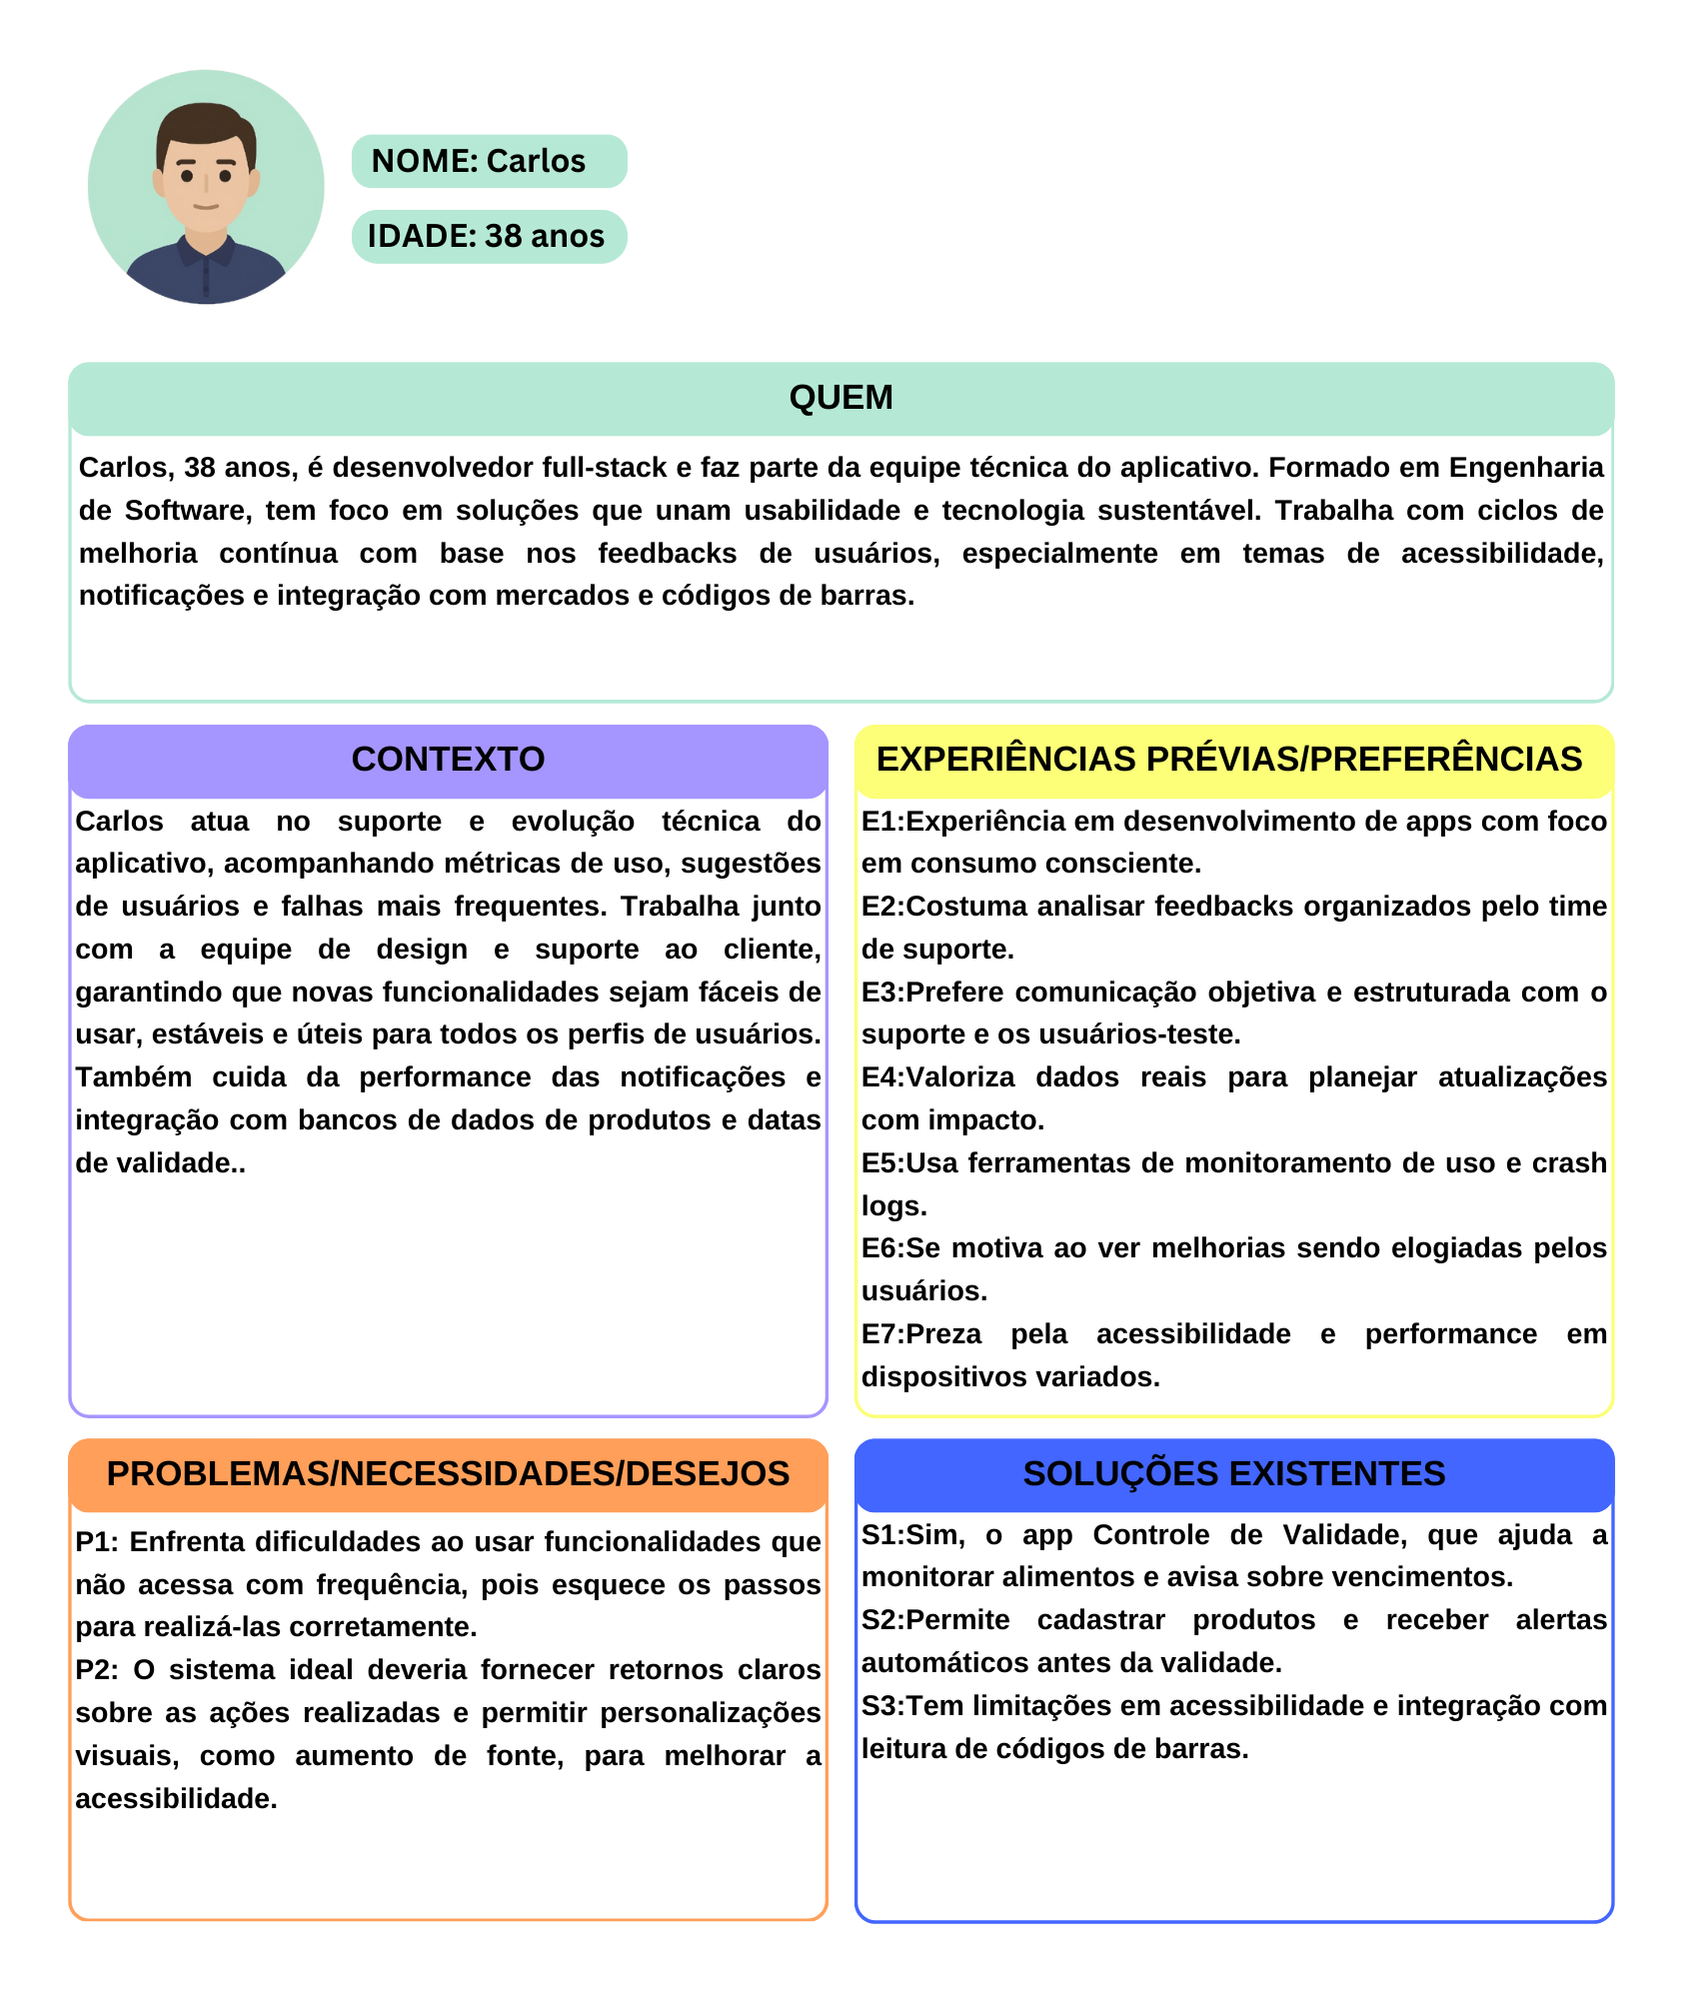 NOME: Carlos
IDADE: 38 anos
QUEM
Carlos, 38 anos, é desenvolvedor full-stack e faz parte da equipe técnica do aplicativo. Formado em Engenharia
de Software, tem foco em soluções que unam usabilidade e tecnologia sustentável. Trabalha com ciclos de
melhoria contínua com base nos feedbacks de usuários, especialmente em temas de acessibilidade,
notificações e integração com mercados e códigos de barras.
CONTEXTO
Carlos atua no suporte e evolução técnica do
aplicativo, acompanhando métricas de uso, sugestões
de usuários e falhas mais frequentes. Trabalha junto
com a equipe de design e suporte ao cliente,
garantindo que novas funcionalidades sejam fáceis de
usar, estáveis e úteis para todos os perfis de usuários.
Também cuida da performance das notificações e
integração com bancos de dados de produtos e datas
de validade..
EXPERIÊNCIAS PRÉVIAS/PREFERÊNCIAS
E1:Experiência em desenvolvimento de apps com foco
em consumo consciente.
E2:Costuma analisar feedbacks organizados pelo time
de suporte.
E3:Prefere comunicação objetiva e estruturada com o
suporte e os usuários-teste.
E4:Valoriza dados reais para planejar atualizações
com impacto.
E5:Usa ferramentas de monitoramento de uso e crash
logs.
E6:Se motiva ao ver melhorias sendo elogiadas pelos
usuários.
E7:Preza pela acessibilidade e performance em
dispositivos variados.
PROBLEMAS/NECESSIDADES/DESEJOS
P1: Enfrenta dificuldades ao usar funcionalidades que
não acessa com frequência, pois esquece os passos
para realizá-las corretamente.
P2: O sistema ideal deveria fornecer retornos claros
sobre as ações realizadas e permitir personalizações
visuais, como aumento de fonte, para melhorar a
acessibilidade.
SOLUÇÕES EXISTENTES
S1:Sim, o app Controle de Validade, que ajuda a
monitorar alimentos e avisa sobre vencimentos.
S2:Permite cadastrar produtos e receber alertas
automáticos antes da validade.
S3:Tem limitações em acessibilidade e integração com
leitura de códigos de barras.